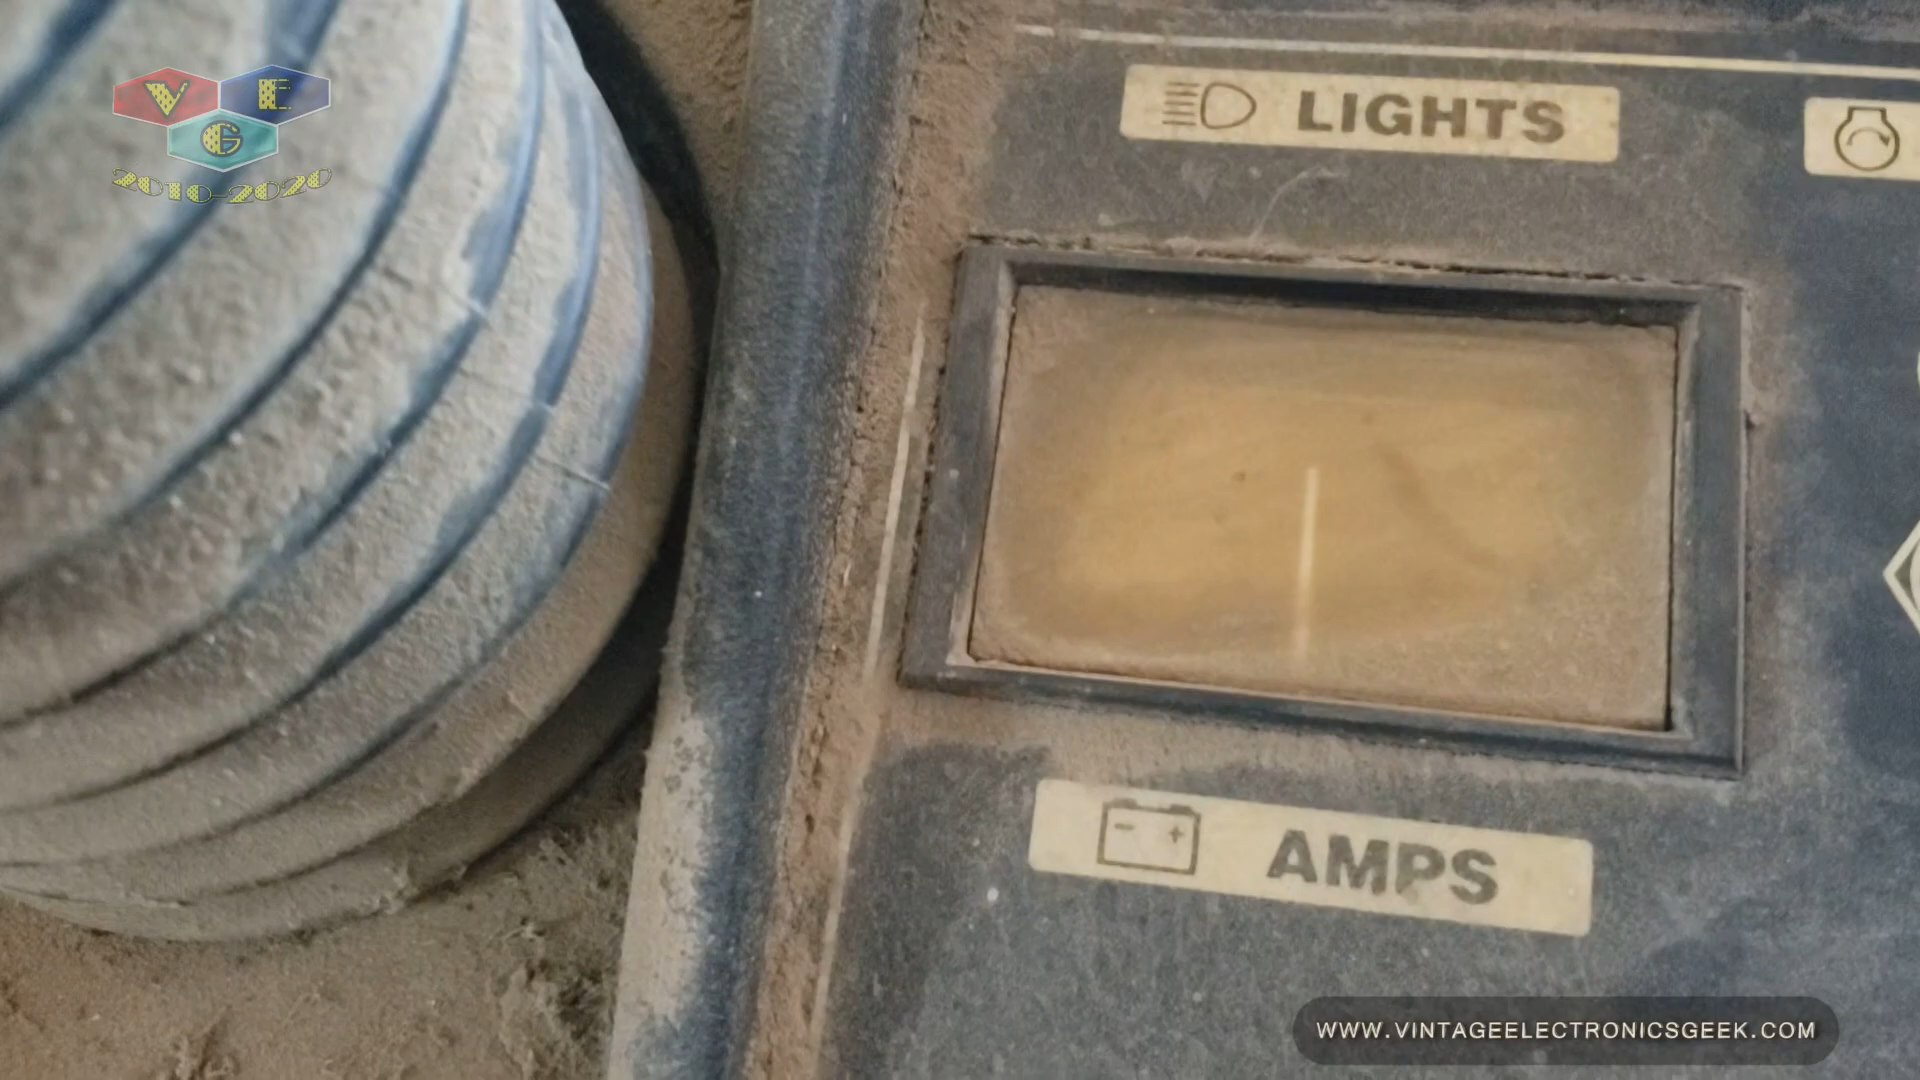 V E
G
2010-2020
LIGHTS
- +
AMPS
WWW.VINTAGEELECTRONICSGEEK.COM